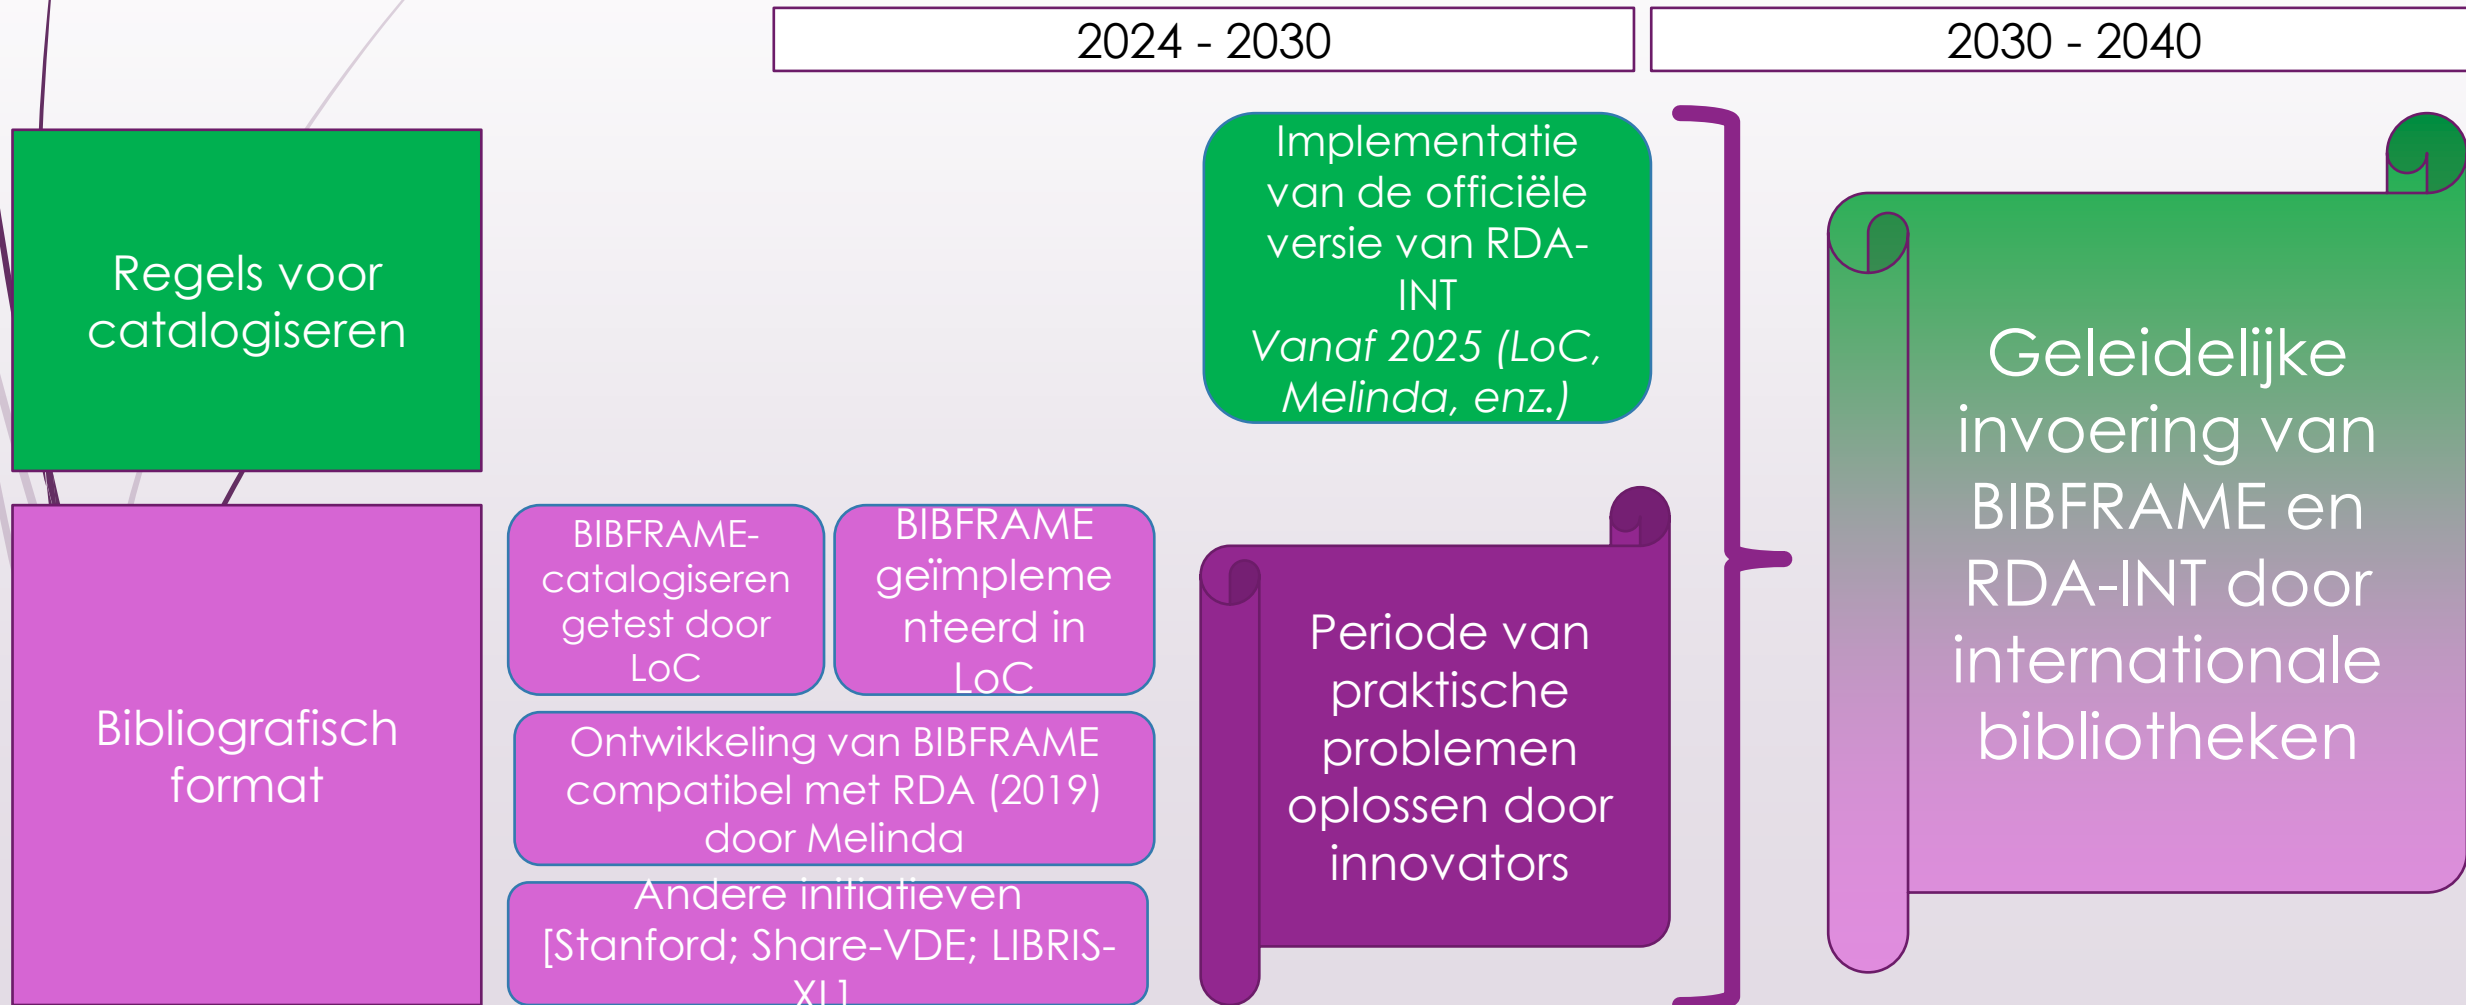 2024 - 2030
2030 - 2040
Regels voor
catalogiseren
Implementatie
van de officiële
versie van RDA-
INT
Vanaf 2025 (LoC,
Melinda, enz.)
Bibliografisch
format
BIBFRAME-
catalogiseren
getest door
LoC
BIBFRAME
geïmpleme
nteerd in
LoC
Ontwikkeling van BIBFRAME
compatibel met RDA (2019)
door Melinda
Andere initiatieven
[Stanford; Share-VDE; LIBRIS-
XL]
Periode van
praktische
problemen
oplossen door
innovators
Geleidelijke
invoering van
BIBFRAME en
RDA-INT door
internationale
bibliotheken